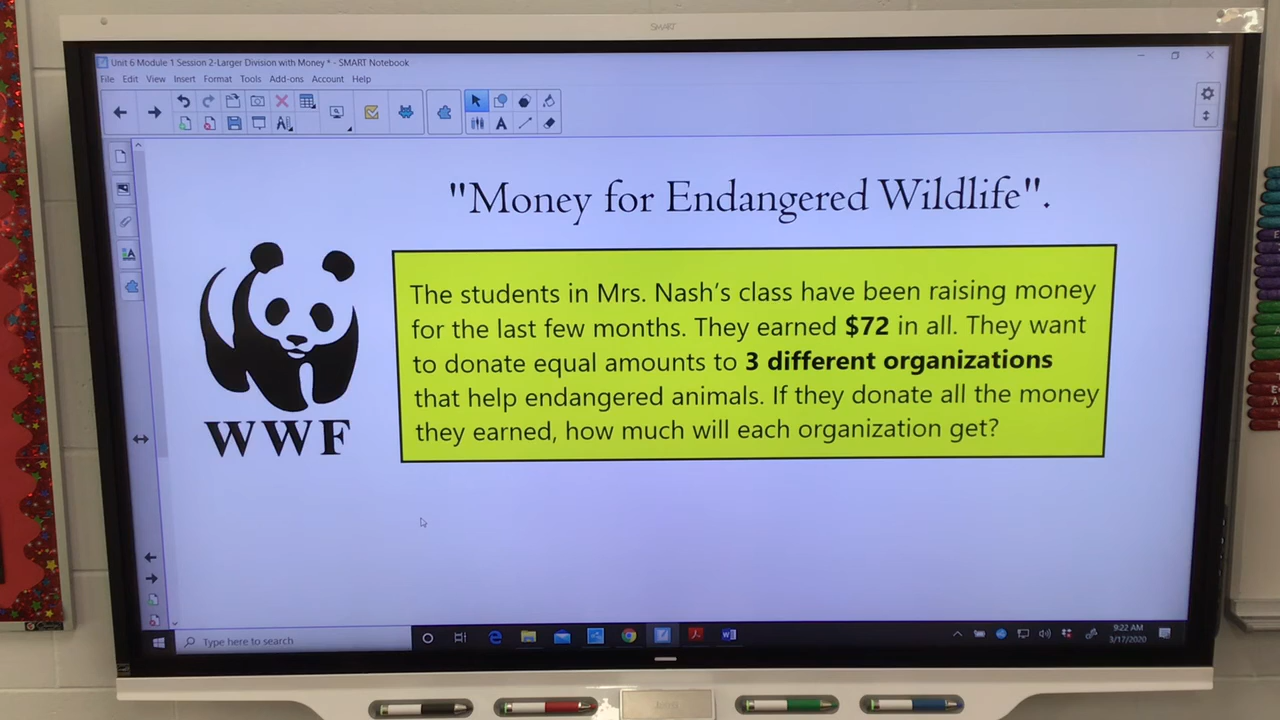 SMART
Unit 6 Module 1 Session 2-Larger Division with Money * - SMART Notebook
File Edit View Insert Format Tools Add-ons Account Help
"Money for Endangered Wildlife".
The students in Mrs. Nash's class have been raising money
for the last few months. They earned $72 in all. They want
to donate equal amounts to 3 different organizations
that help endangered animals. If they donate all the money
they earned, how much will each organization get?
WWF
Type here to search
9:22 AM
3/17/2020